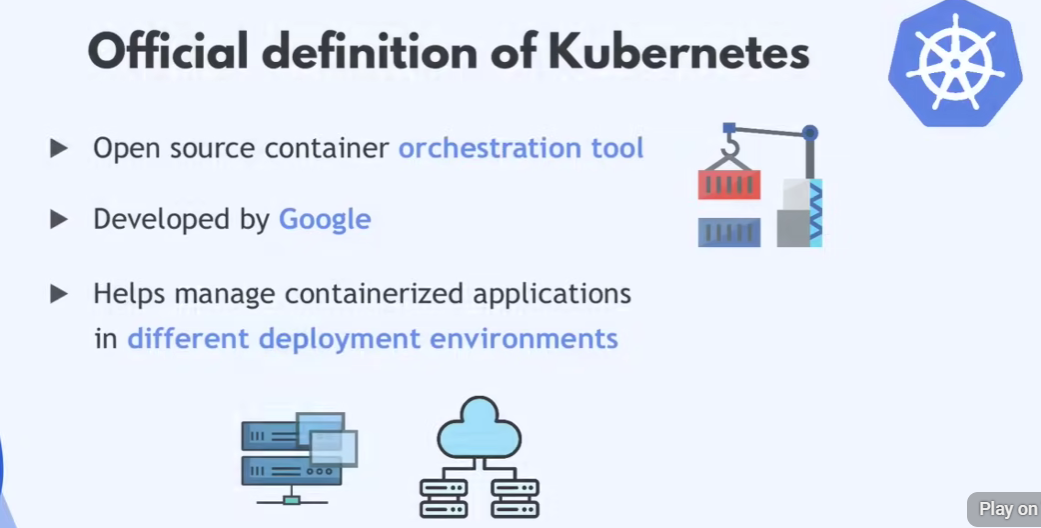 Official definition of Kubernetes
Open source container orchestration tool
Developed by Google
Helps manage containerized applications
in different deployment environments
Play on